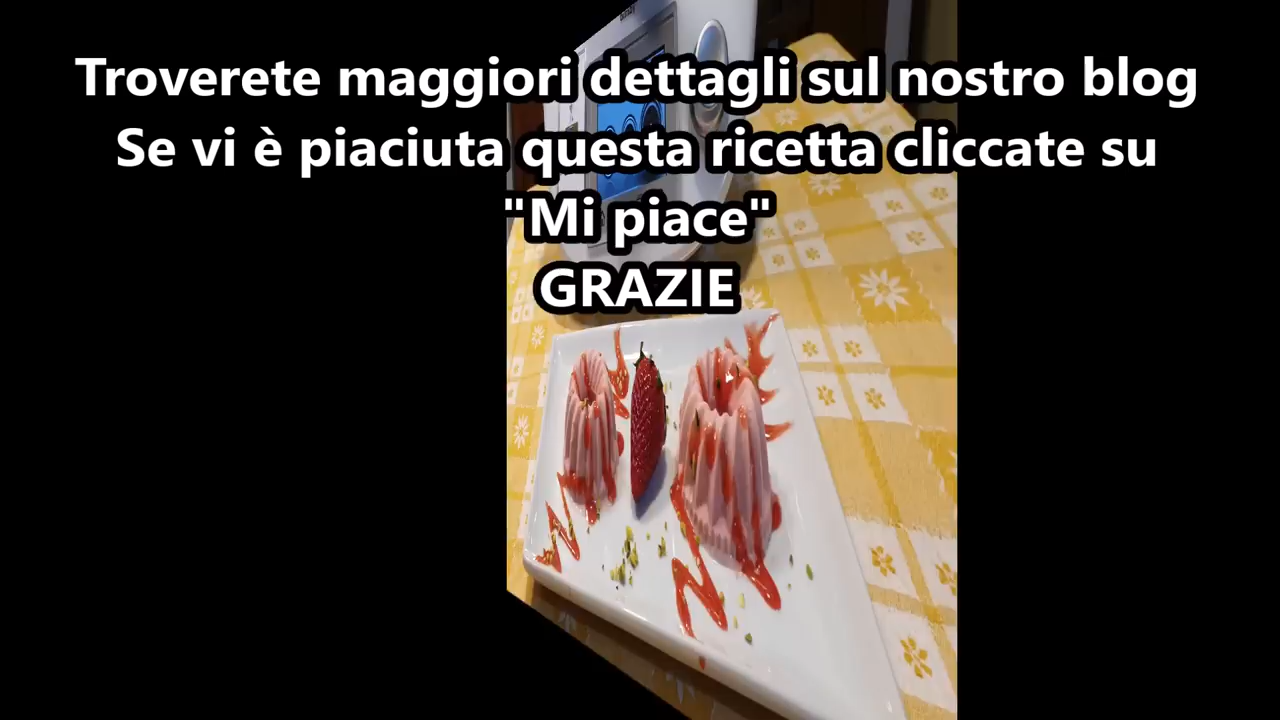 Troverete maggiori dettagli sul nostro blog
Se vi è piaciuta questa ricetta cliccate su
"Mi piace"
GRAZIE